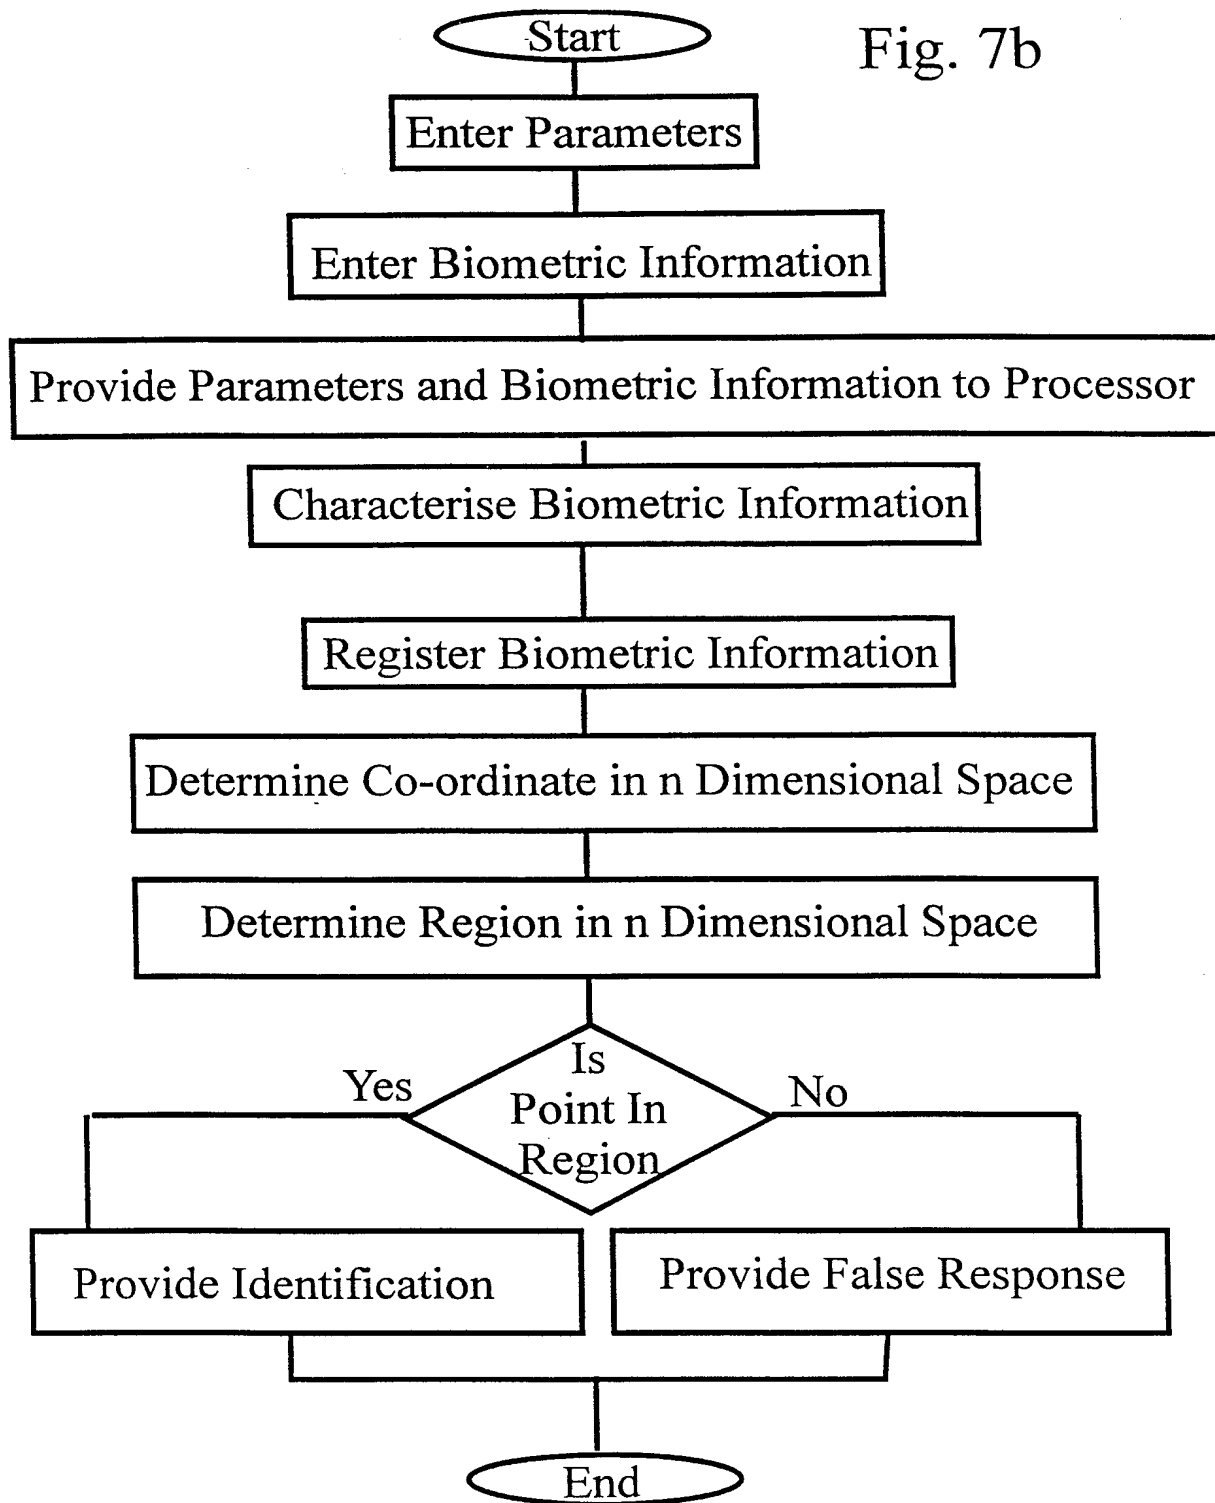 Start
Fig. 7b
Enter Parameters
Enter Biometric Information
Provide Parameters and Biometric Information to Processor
Characterise Biometric Information
Register Biometric Information
Determine Co-ordinate in n Dimensional Space
Determine Region in n Dimensional Space
Is
Point In
Region
Yes
No
Provide Identification
Provide False Response
End